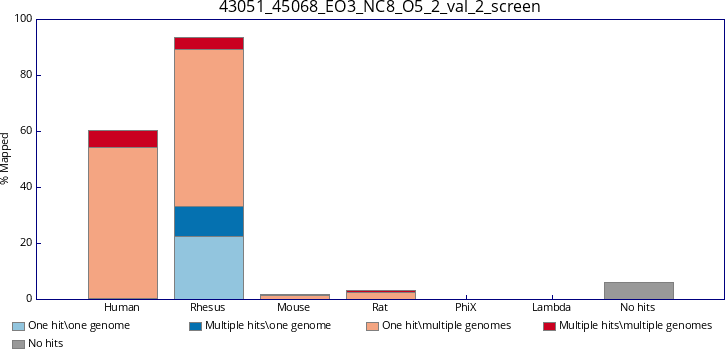 43051_45068_EO3_NC8_O5_2_val_2_screen
100
80
60
40
20
0
% Mapped
Human Rhesus Mouse Rat PhiX Lambda No hits
One hit\one genome Multiple hits\one genome One hit\multiple genomes Multiple hits\multiple genomes
No hits